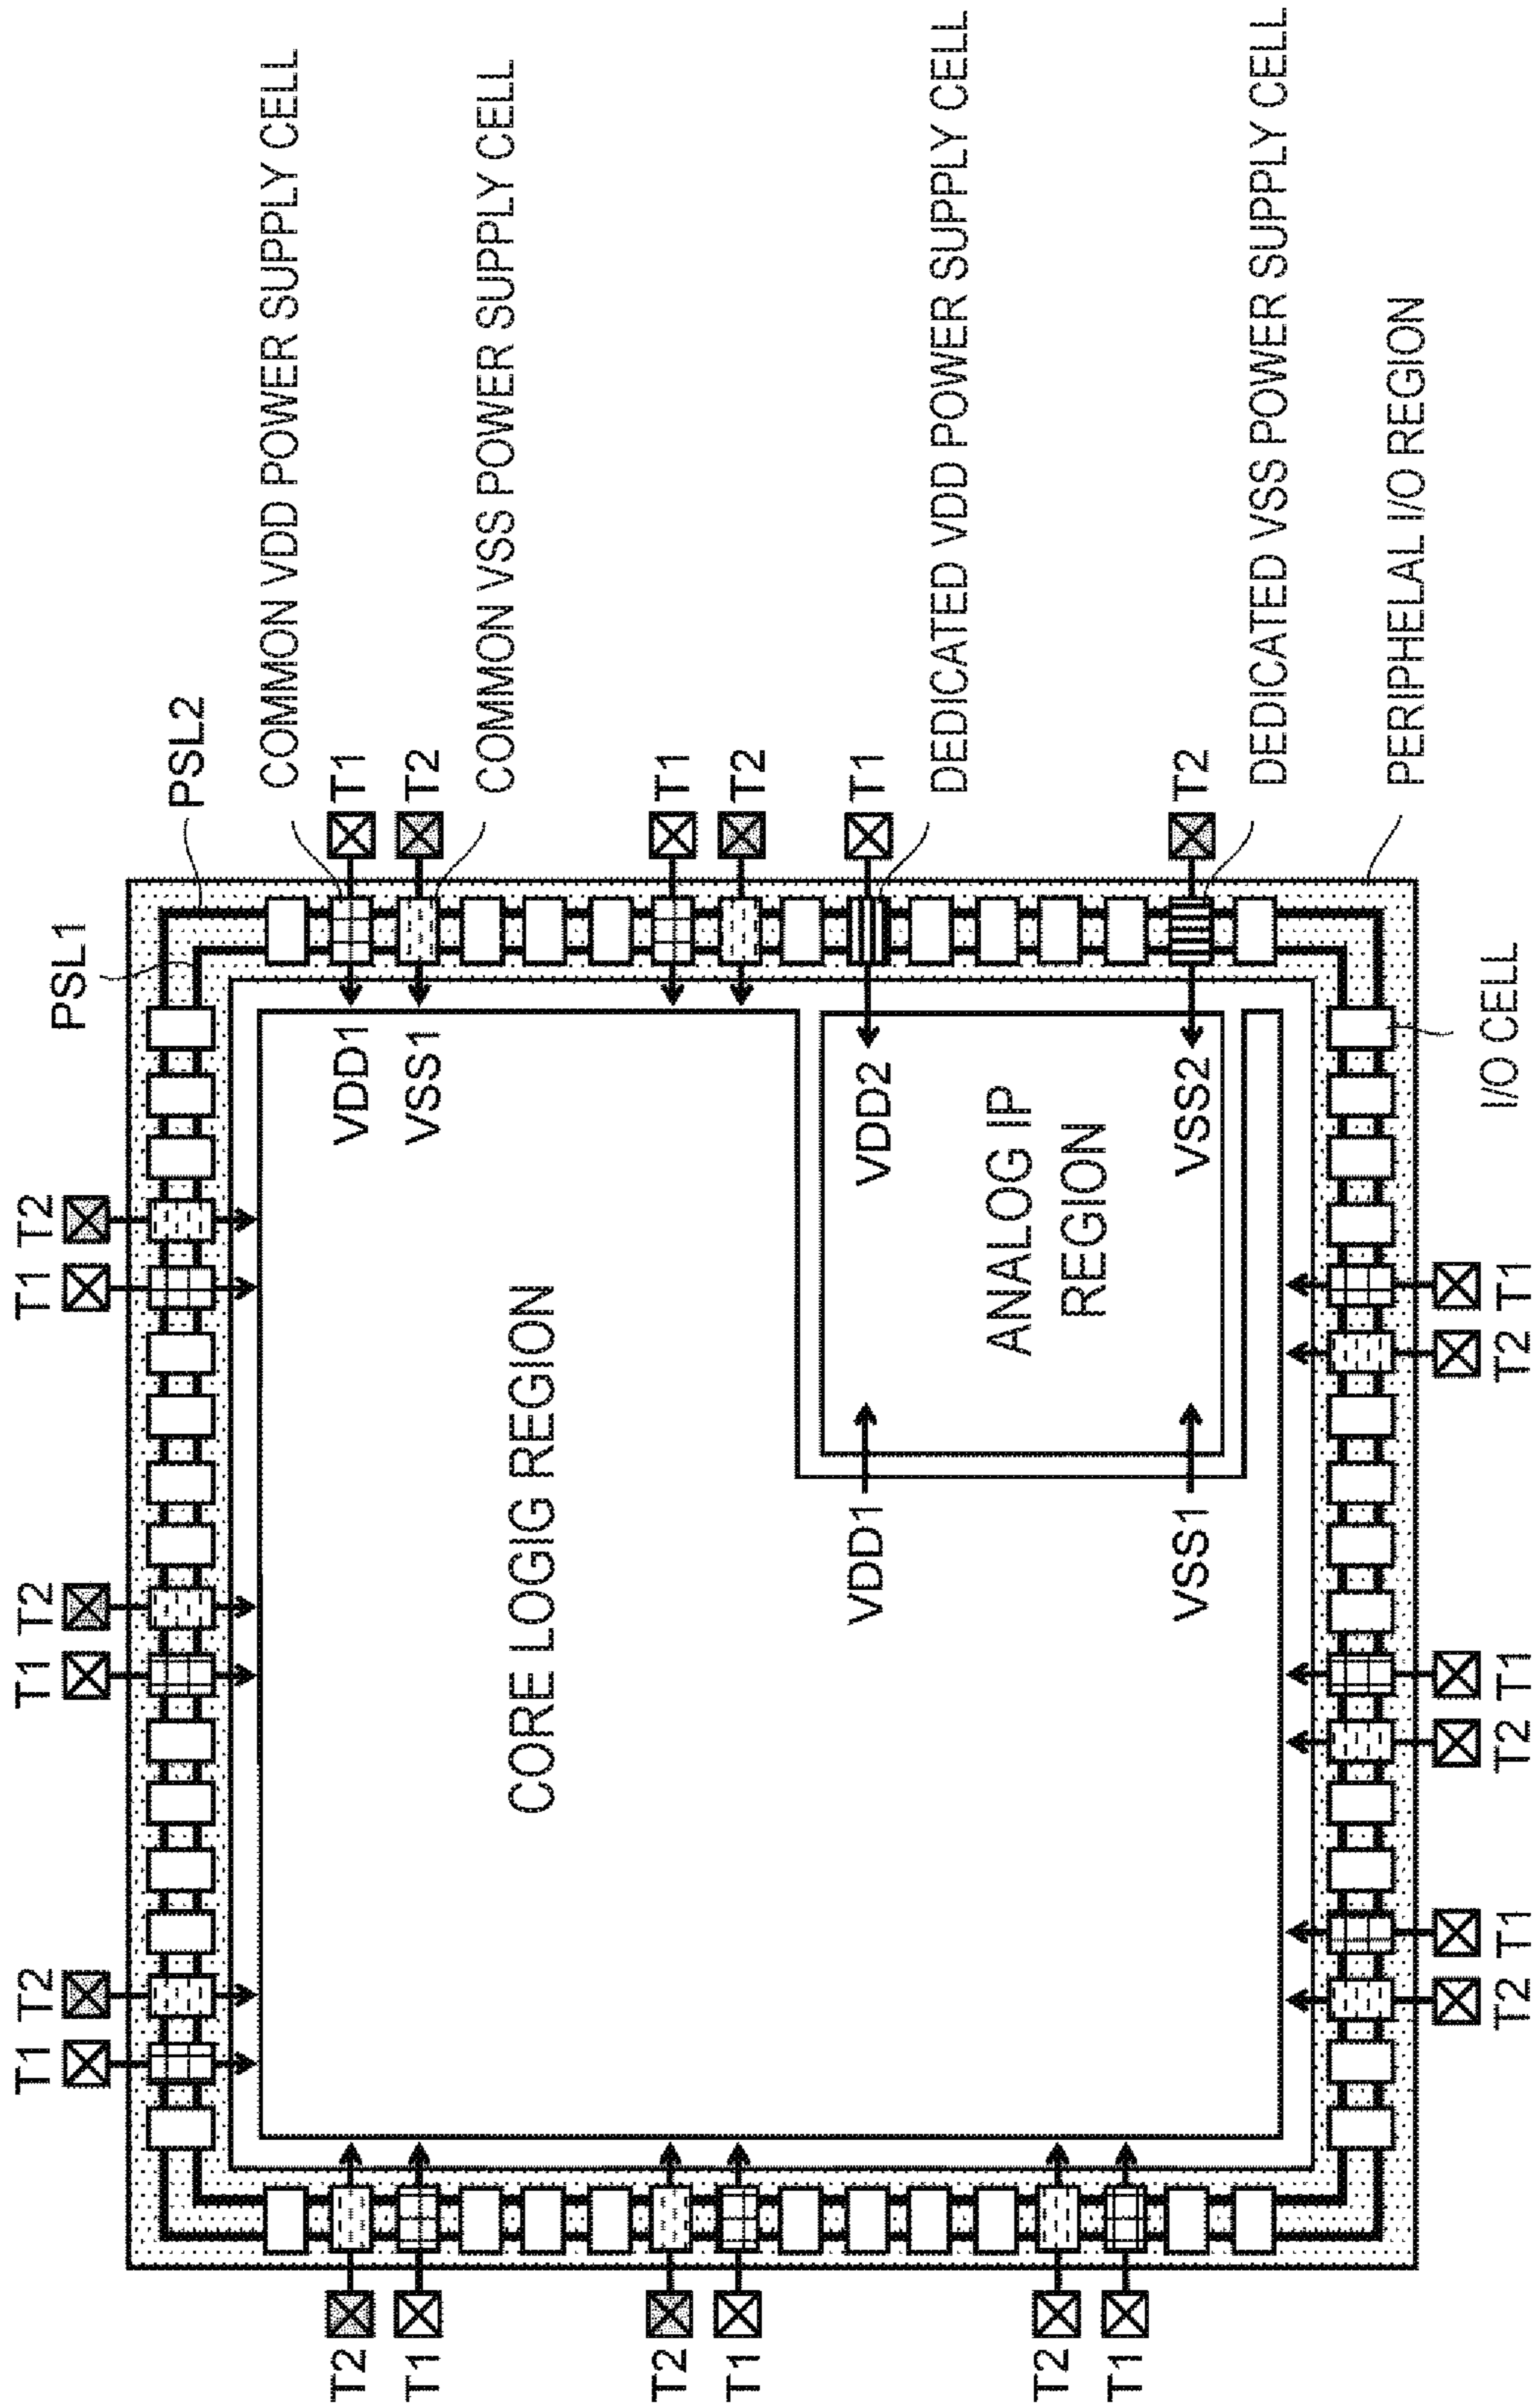 T1
T2
T1
T2
T1
T2
PSL1
PSL2
COMMON VDD POWER SUPPLY CELL
T2
VDD1
T1
T1
VSS1
T2
COMMON VSS POWER SUPPLY CELL
CORE LOGIG REGION
T2
T1
T1
T2
VDD1
VDD2
T1
DEDICATED VDD POWER SUPPLY CELL
ANALOG IP
REGION
T2
T1
VSS1
VSS2
T2
DEDICATED VSS POWER SUPPLY CELL
PERIPHELAL I/O REGION
I/O CELL
T2
T1
T2
T1
T2
T1